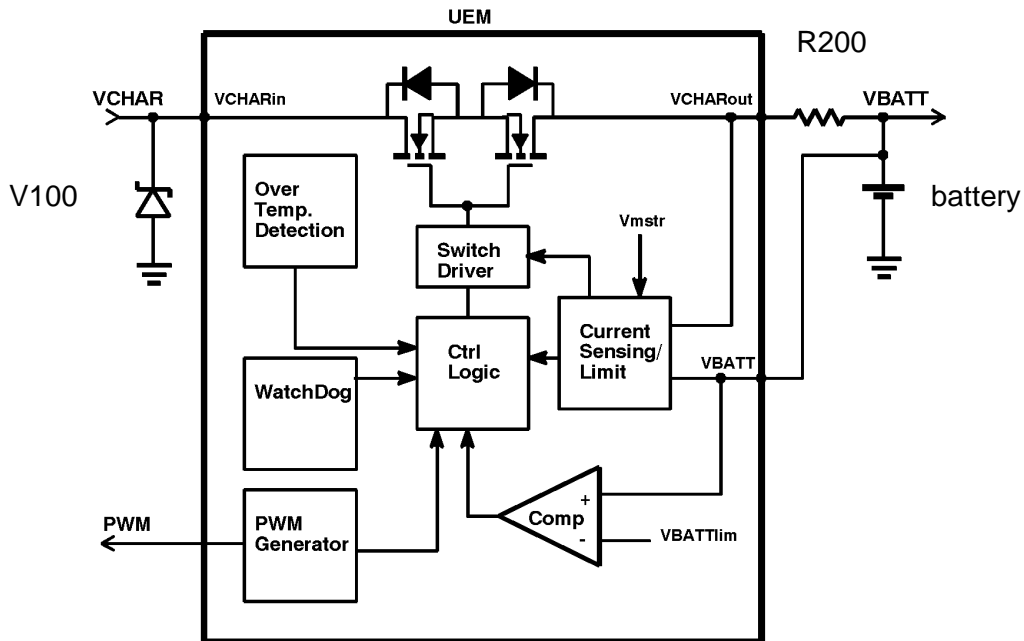 UEM
R200
VCHAR
VCHARin
VCHARout
VBATT
V100
Over
Temp.
Detection
battery
Vmstr
Switch
Driver
Ctrl
Logic
Current
Sensing/
Limit
VBATT
WatchDog
PWM
PWM
Generator
+
Comp
-
VBATTlim